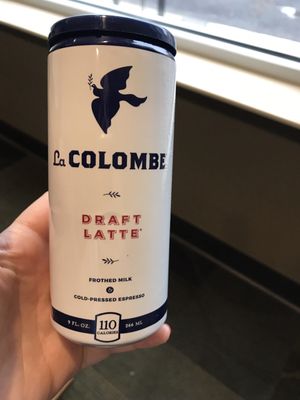 La COLOMBE
DRAFT
LATTE
FROTHED MILK
&
COLD-PRESSED ESPRESSO
9 FL. OZ. 110 266 ML
CALORIES